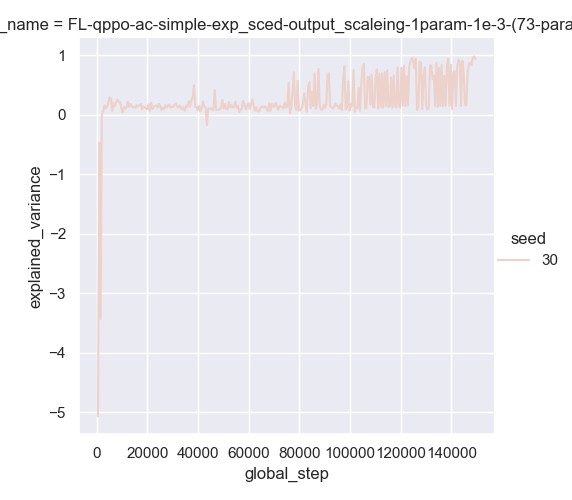 _name = FL-qppo-ac-simple-exp_sced-output_scaleing-1param-1e-3-(73-para
1
0
−1
−2
−3
−4
−5
explained_variance
0 20000 40000 60000 80000 100000 120000 140000
global_step
seed
30